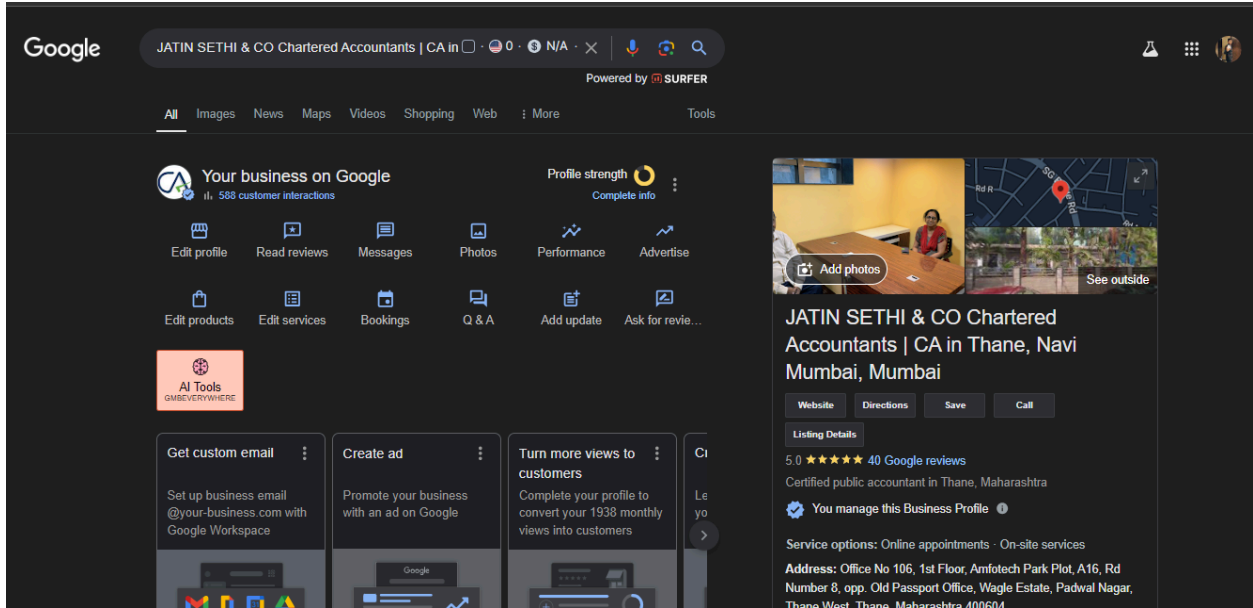 Google
JATIN SETHI & CO Chartered Accountants | CA in · 0 · N/A ·
Powered by SURFER
All Images News Maps Videos Shopping Web More Tools
Your business on Google
588 customer interactions
Profile strength
Complete info
Edit profile Read reviews Messages Photos Performance Advertise
Edit products Edit services Bookings Q & A Add update Ask for revie...
AI Tools
GMBEVERYWHERE
Get custom email
Set up business email
@your-business.com with
Google Workspace
Create ad
Promote your business
with an ad on Google
Google
Turn more views to
customers
Complete your profile to
convert your 1938 monthly
views into customers
Add photos
Rd R
Rd
See outside
JATIN SETHI & CO Chartered
Accountants | CA in Thane, Navi
Mumbai, Mumbai
Website Directions Save Call
Listing Details
5.0 40 Google reviews
Certified public accountant in Thane, Maharashtra
You manage this Business Profile
Service options: Online appointments · On-site services
Address: Office No 106, 1st Floor, Amfotech Park Plot, A16, Rd
Number 8, opp. Old Passport Office, Wagle Estate, Padwal Nagar,
Thane West, Thane, Maharashtra 400604